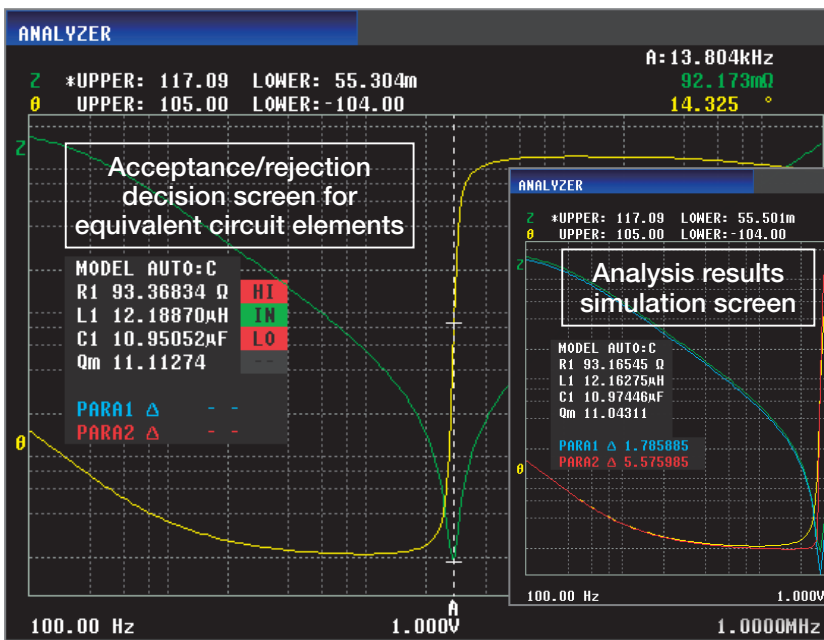 ANALYZER
A:13.804kHz
Z *UPPER: 117.09 LOWER: 55.304m 92.173mΩ
θ UPPER: 105.00 LOWER:-104.00 14.325 °
Z
Acceptance/rejection
decision screen for
equivalent circuit elements
MODEL AUTO:C
R1 93.36834 Ω HI
L1 12.18870µH IN
C1 10.95052µF LO
Qm 11.11274 --
PARA1 Δ - -
PARA2 Δ - -
θ
A
100.00 Hz 1.000V 1.0000MHz
ANALYZER
Z *UPPER: 117.09 LOWER: 55.501m
θ UPPER: 105.00 LOWER:-104.00
Z
Analysis results
simulation screen
MODEL AUTO:C
R1 93.16545 Ω
L1 12.16275µH
C1 10.97446µF
Qm 11.04311
PARA1 Δ 1.785885
PARA2 Δ 5.575985
θ
100.00 Hz 1.000V